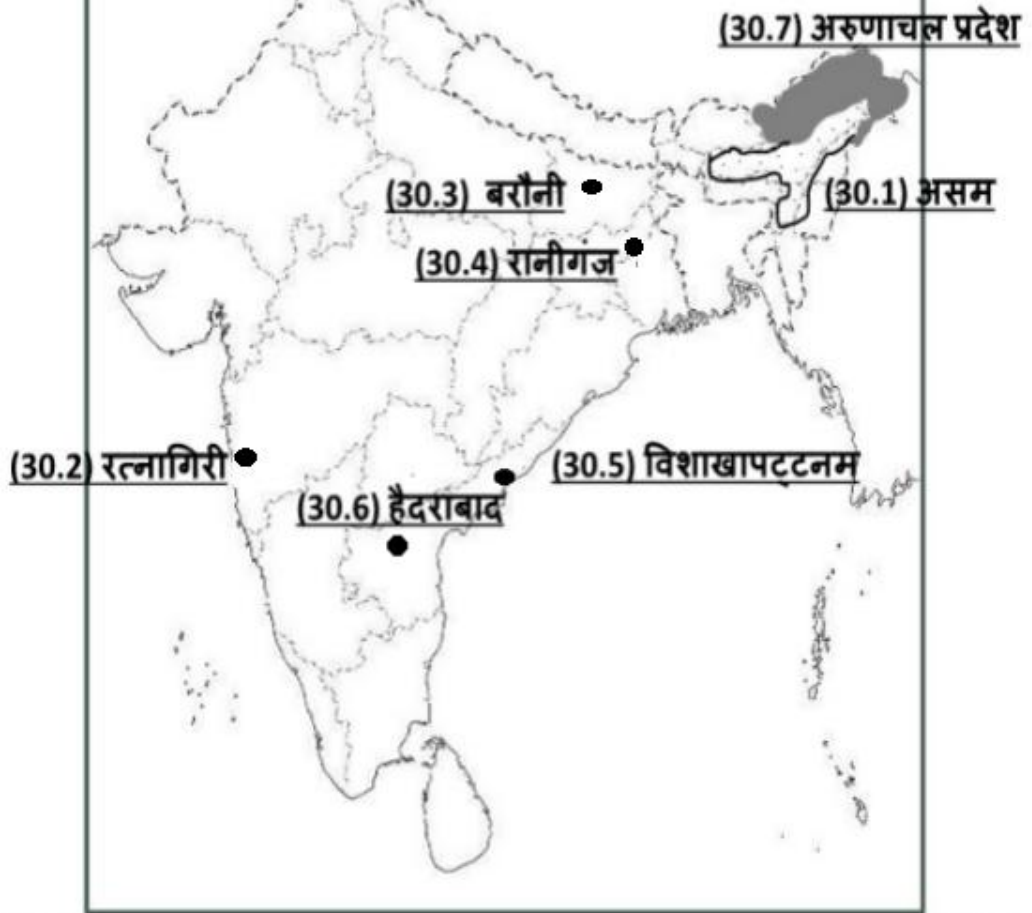 (30.7) अरुणाचल प्रदेश
(30.3) बरौनी
(30.1) असम
(30.4) रानीगंज
(30.2) रत्नागिरी
(30.5) विशाखापट्टनम
(30.6) हैदराबाद